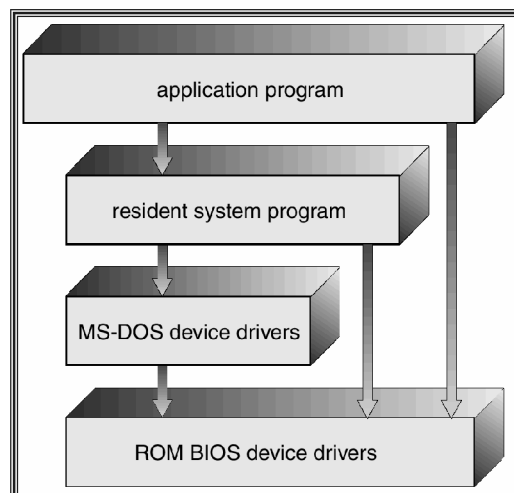 application program
resident system program
MS-DOS device drivers
ROM BIOS device drivers